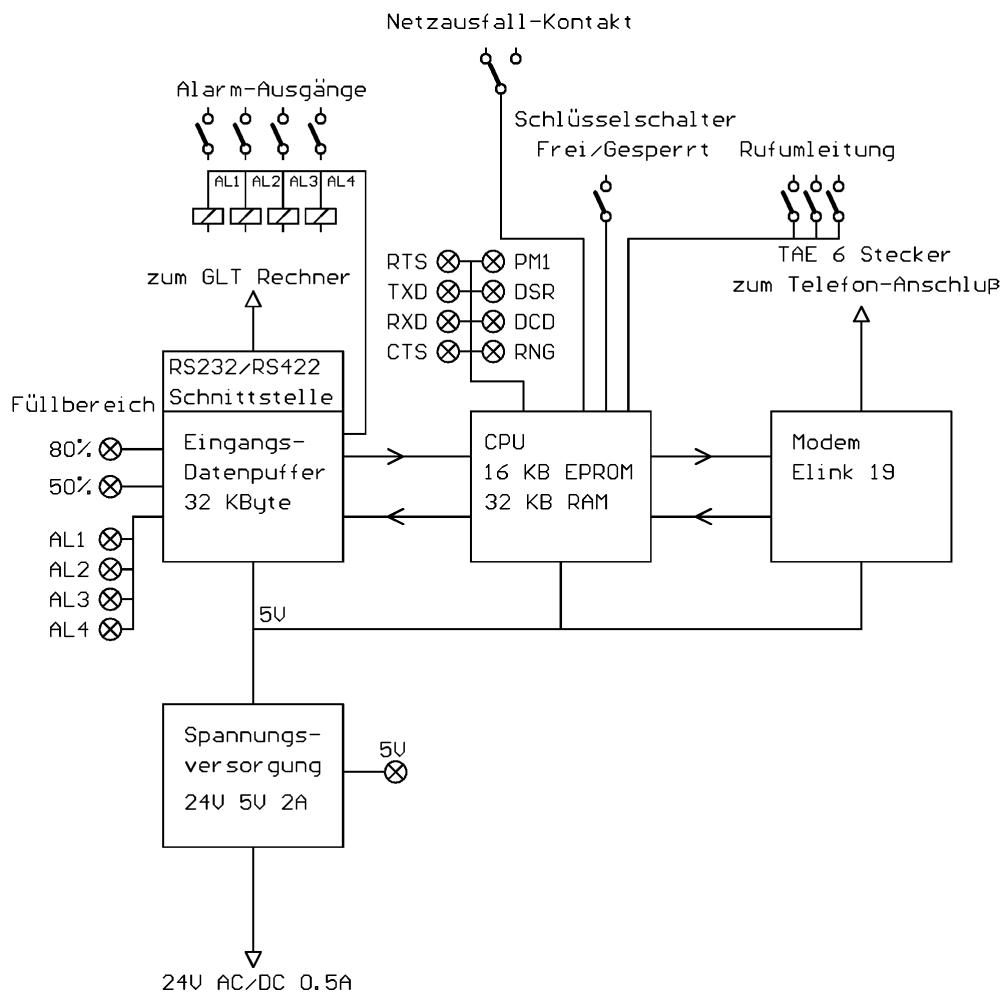 Netzausfall-Kontakt
Alarm-Ausgänge
Schlüsselschalter
Frei/Gesperrt
Rufumleitung
AL1 AL2 AL3 AL4
zum GLT Rechner
RTS PM1
TXD DSR
RXD DCD
CTS RNG
TAE 6 Stecker
zum Telefon-Anschluß
RS232/RS422
Schnittstelle
Füllbereich
80%
50%
AL1
AL2
AL3
AL4
Eingangs-
Datenpuffer
32 KByte
CPU
16 KB EPROM
32 KB RAM
Modem
Elink 19
5V
Spannungs-
versorgung
24V 5V 2A
5V
24V AC/DC 0.5A